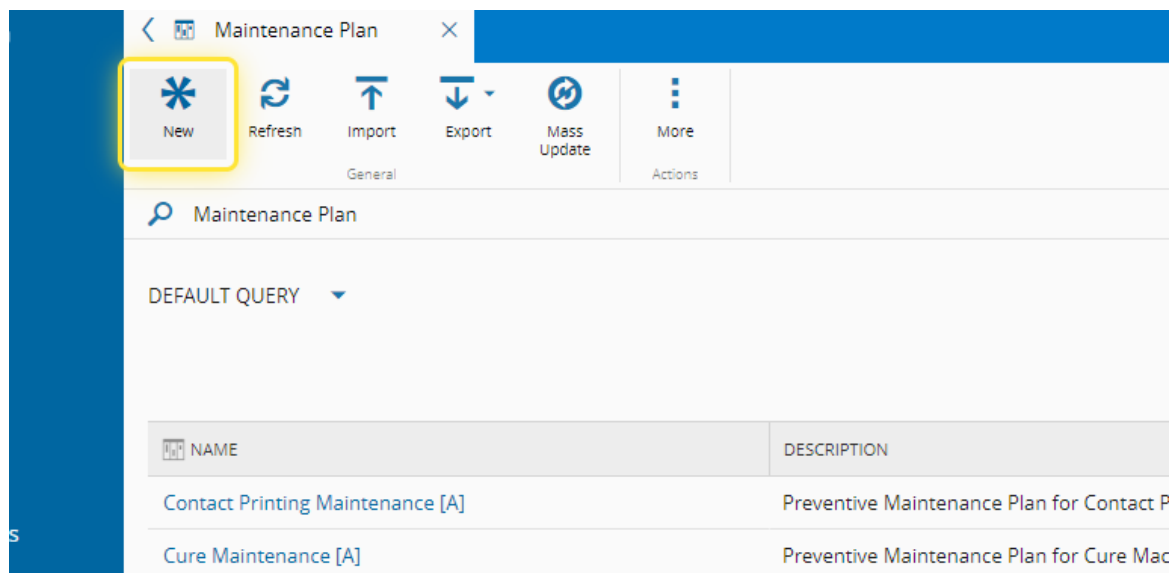 Maintenance Plan
New Refresh Import Export Mass Update More
General Actions
Maintenance Plan
DEFAULT QUERY
NAME DESCRIPTION
Contact Printing Maintenance [A] Preventive Maintenance Plan for Contact P
Cure Maintenance [A] Preventive Maintenance Plan for Cure Mac
s